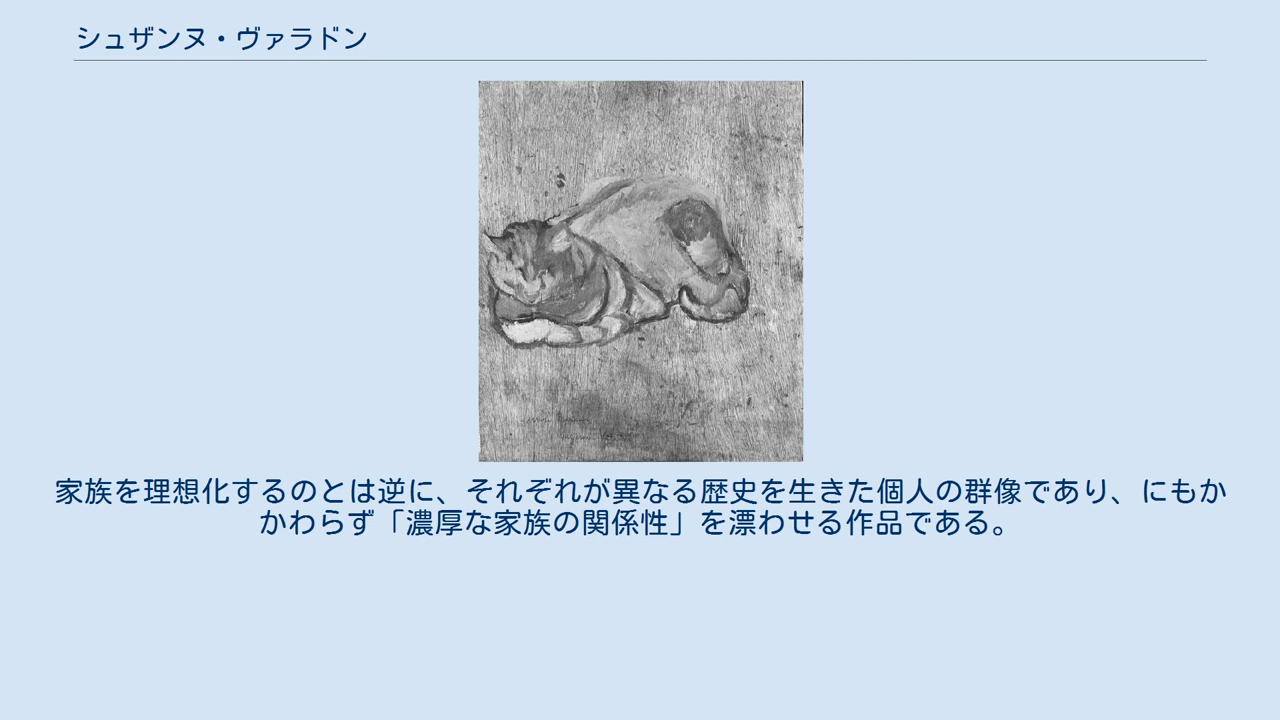 シュザンヌ・ヴァラドン
家族を理想化するのとは逆に、それぞれが異なる歴史を生きた個人の群像であり、にもか
かわらず「濃厚な家族の関係性」を漂わせる作品である。